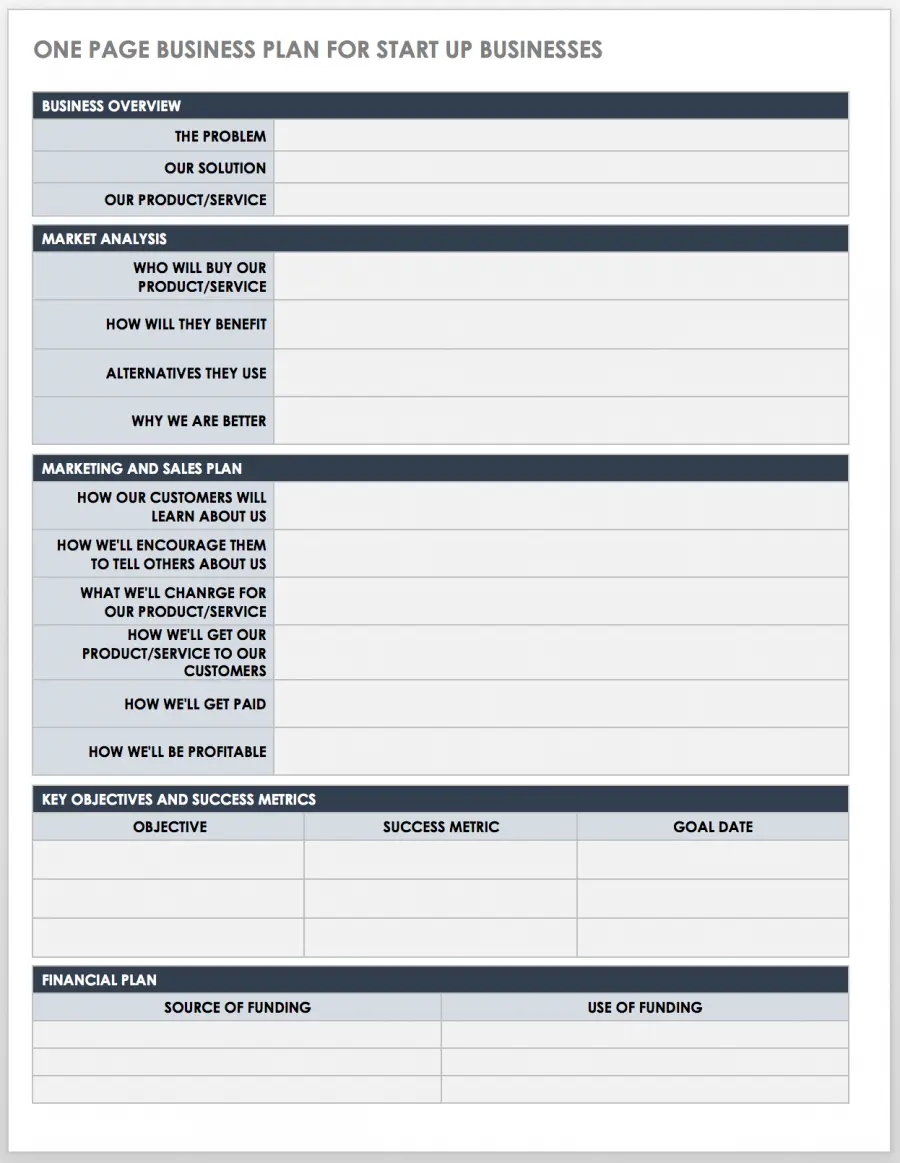 ONE PAGE BUSINESS PLAN FOR START UP BUSINESSES
BUSINESS OVERVIEW
THE PROBLEM
OUR SOLUTION
OUR PRODUCT/SERVICE
MARKET ANALYSIS
WHO WILL BUY OUR
PRODUCT/SERVICE
HOW WILL THEY BENEFIT
ALTERNATIVES THEY USE
WHY WE ARE BETTER
MARKETING AND SALES PLAN
HOW OUR CUSTOMERS WILL
LEARN ABOUT US
HOW WE'LL ENCOURAGE THEM
TO TELL OTHERS ABOUT US
WHAT WE'LL CHANRGE FOR
OUR PRODUCT/SERVICE
HOW WE'LL GET OUR
PRODUCT/SERVICE TO OUR
CUSTOMERS
HOW WE'LL GET PAID
HOW WE'LL BE PROFITABLE
KEY OBJECTIVES AND SUCCESS METRICS
OBJECTIVE SUCCESS METRIC GOAL DATE
FINANCIAL PLAN
SOURCE OF FUNDING USE OF FUNDING